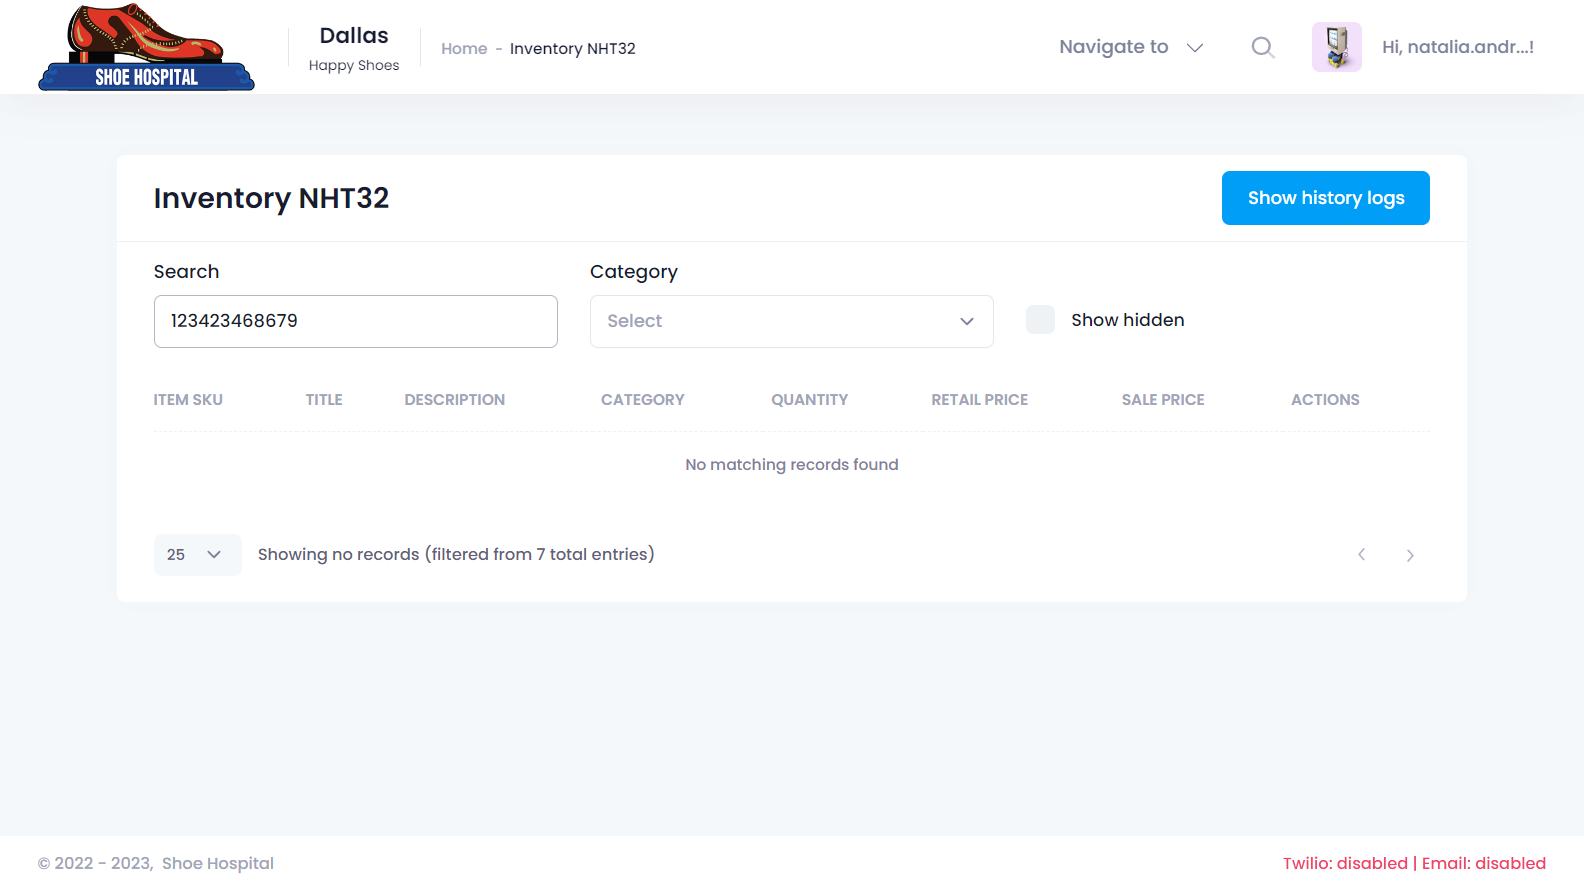 SHOE HOSPITAL
Dallas
Happy Shoes
Home - Inventory NHT32
Navigate to
Hi, natalia.andr...!
Inventory NHT32
Show history logs
Search
Category
123423468679
Select
Show hidden
ITEM SKU TITLE DESCRIPTION CATEGORY QUANTITY RETAIL PRICE SALE PRICE ACTIONS
No matching records found
25
Showing no records (filtered from 7 total entries)
© 2022 - 2023, Shoe Hospital
Twilio: disabled | Email: disabled